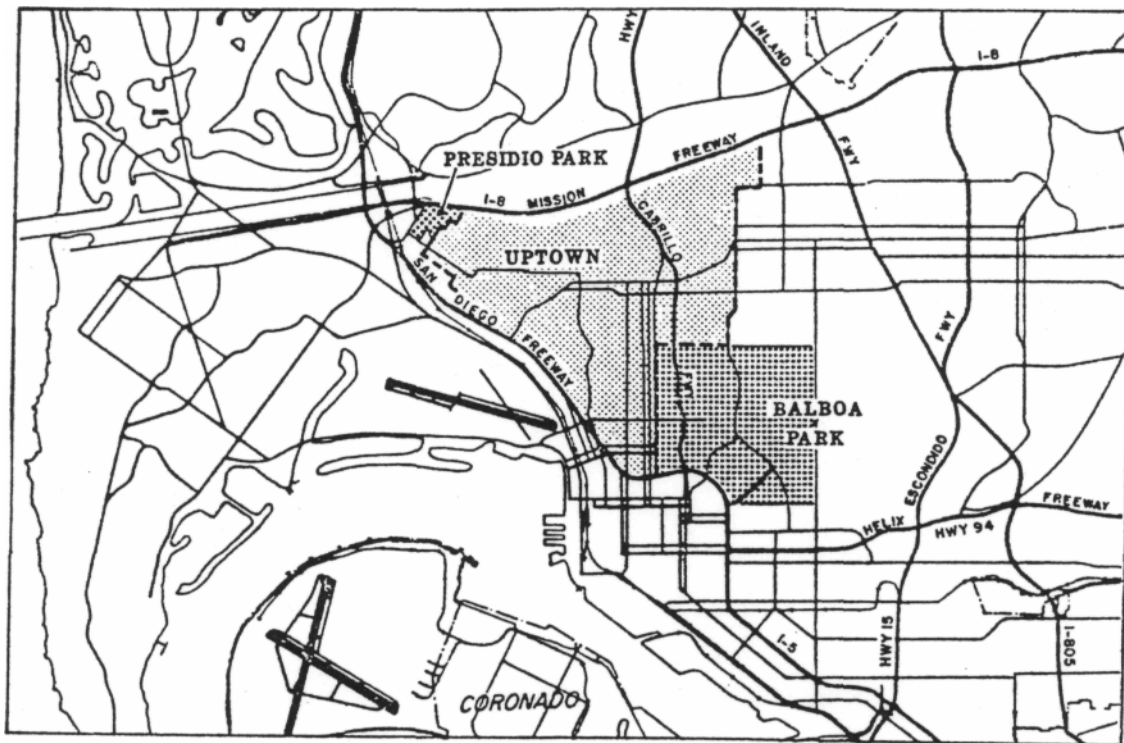 HWY
INLAND
I-8
PRESIDIO PARK
FREEWAY
FWY
I-8 MISSION
CABRILLO
UPTOWN
SAN DIEGO FREEWAY
FWY
FWY
BALBOA
PARK
ESCONDIDO
FREEWAY
HELIX
HWY 94
I-5
HWY 15
I-805
CORONADO